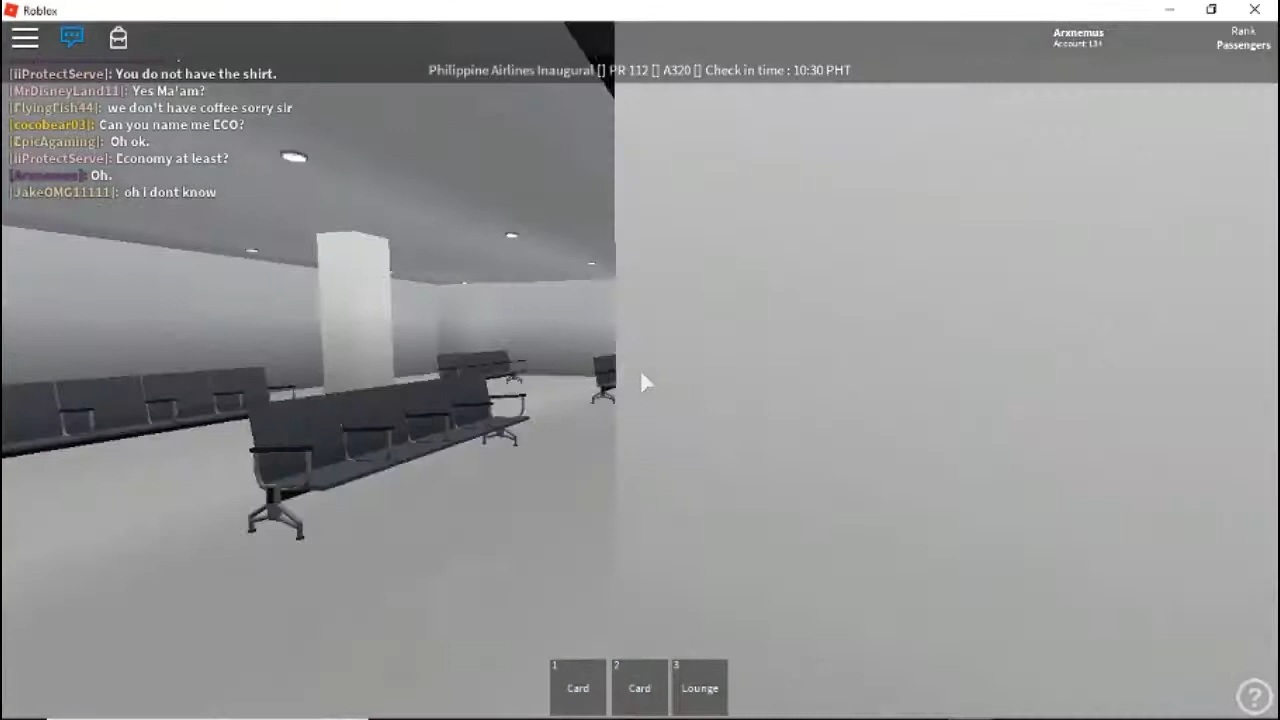 Roblox
Arxnemus
Account: 13+
Rank
Passengers
Philippine Airlines Inaugural [] PR 112 [] A320 [] Check in time : 10:30 PHT
[iiProtectServe]: You do not have the shirt.
[MrDisneyLand11]: Yes Ma'am?
[FlyingFish44]: we don't have coffee sorry sir
[cocobear03]: Can you name me ECO?
[EpicAgaming]: Oh ok.
[iiProtectServe]: Economy at least?
[Arxnemus]: Oh.
[JakeOMG11111]: oh i dont know
1 2 3
Card Card Lounge
?